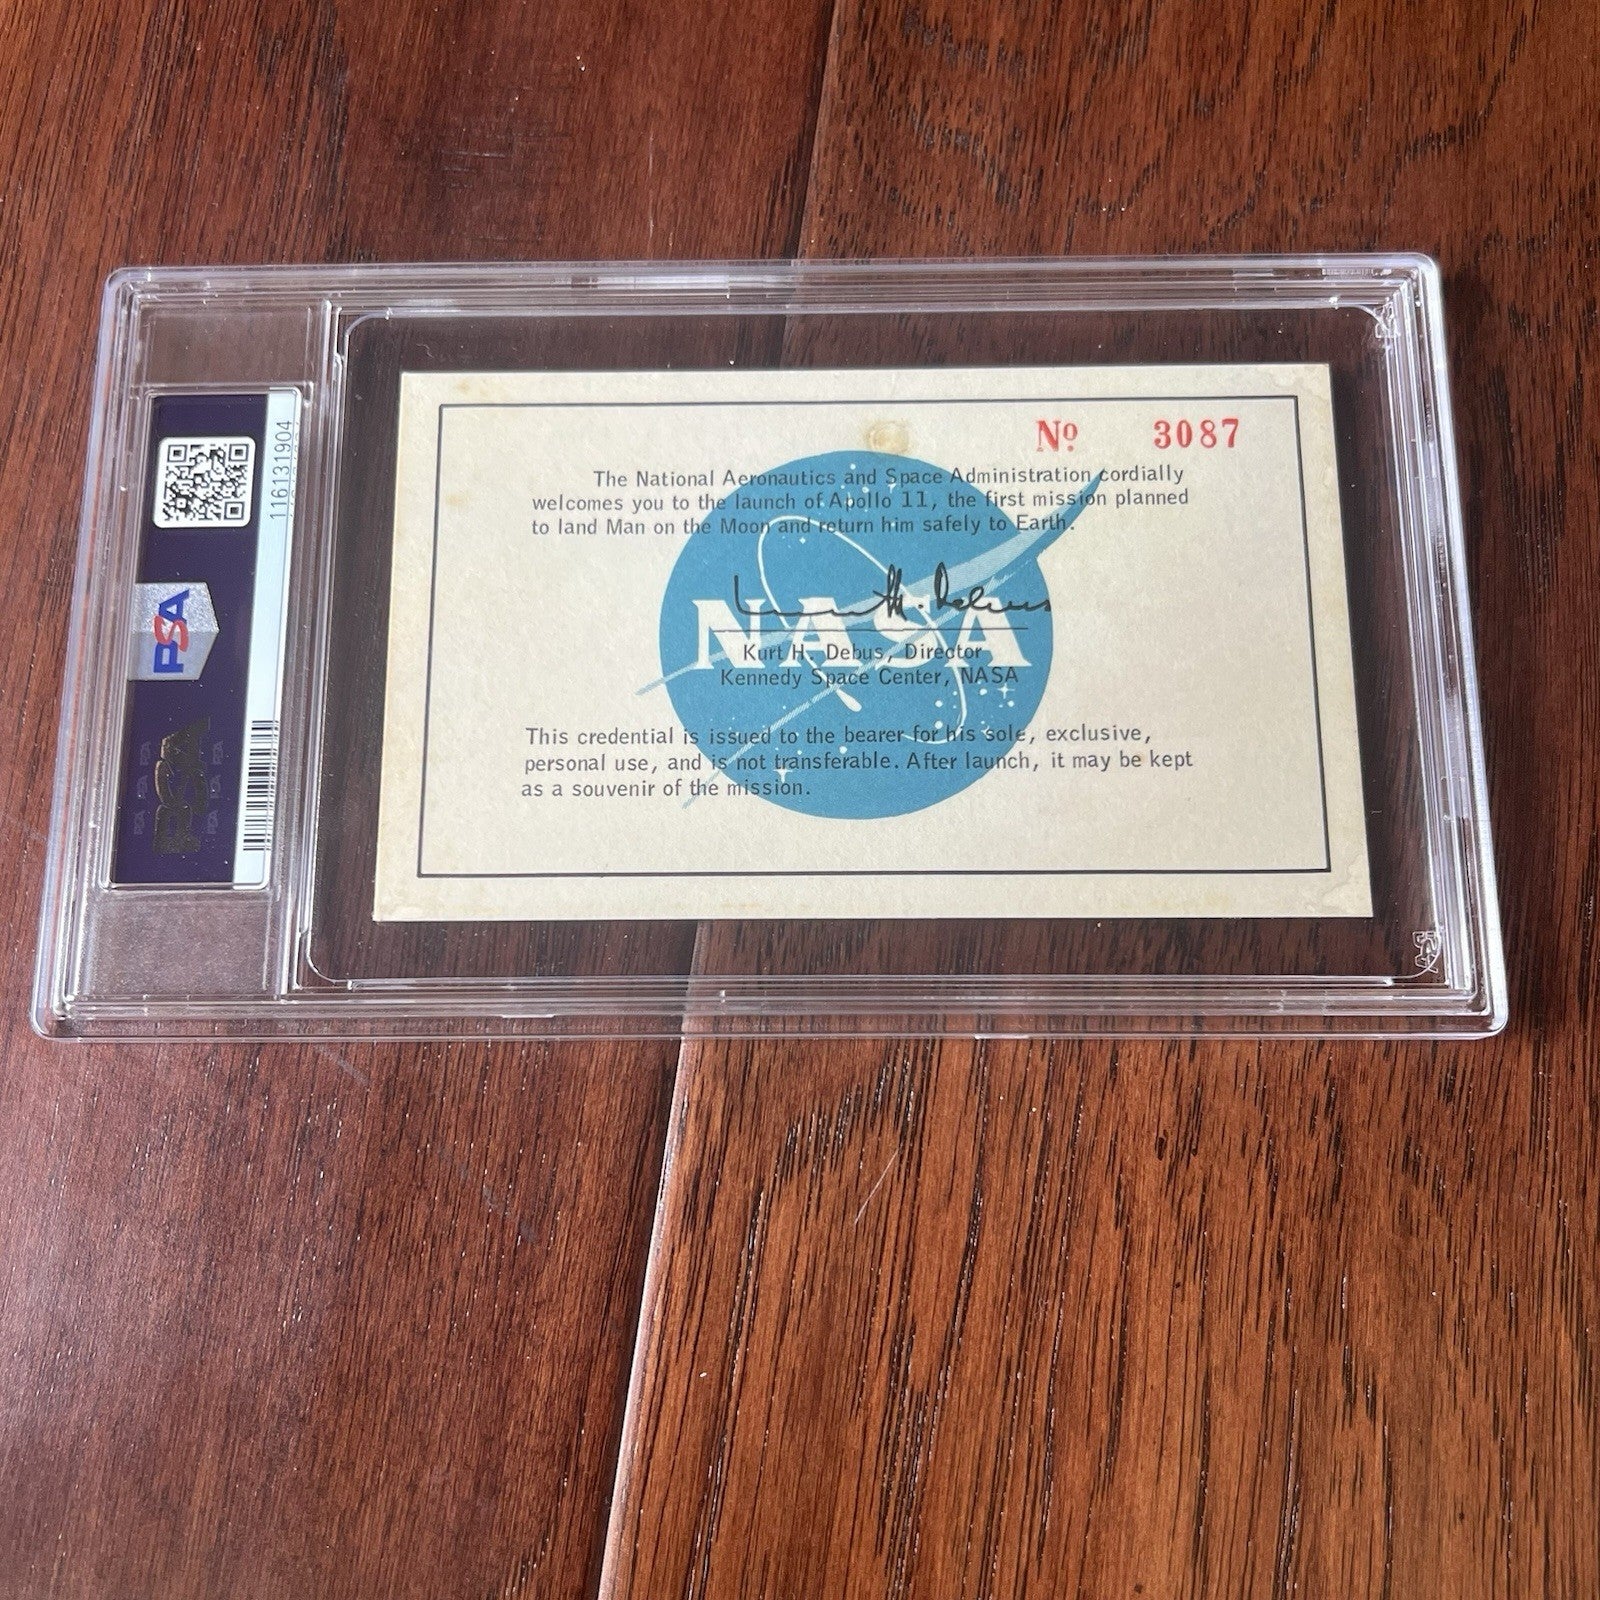 116131904
PSA
PSA
Nº 3087
The National Aeronautics and Space Administration cordially
welcomes you to the launch of Apollo 11, the first mission planned
to land Man on the Moon and return him safely to Earth.
NASA
Kurt H. Debus
Kurt H. Debus, Director
Kennedy Space Center, NASA
This credential is issued to the bearer for his sole, exclusive,
personal use, and is not transferable. After launch, it may be kept
as a souvenir of the mission.